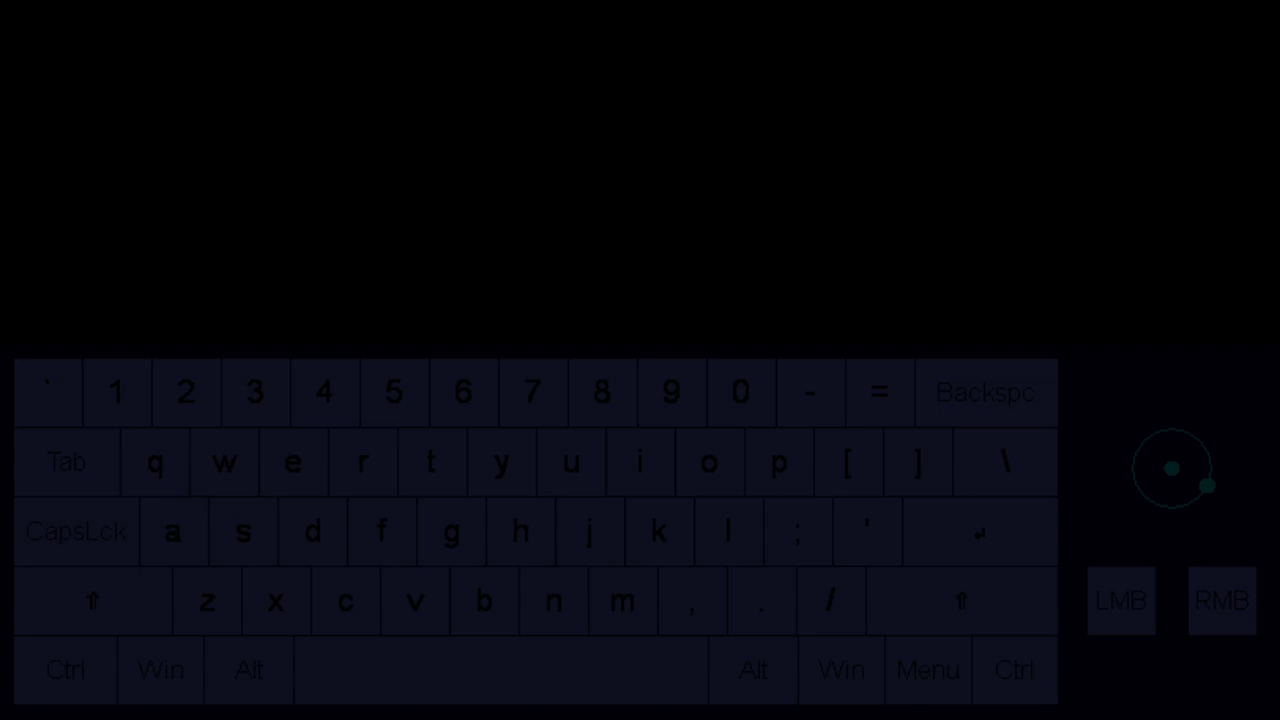 ` 1 2 3 4 5 6 7 8 9 0 - = Backspc
Tab q w e r t y u i o p [ ] \
CapsLck a s d f g h j k l ; ' ↵
⇧ z x c v b n m , . / ⇧ LMB RMB
Ctrl Win Alt Alt Win Menu Ctrl